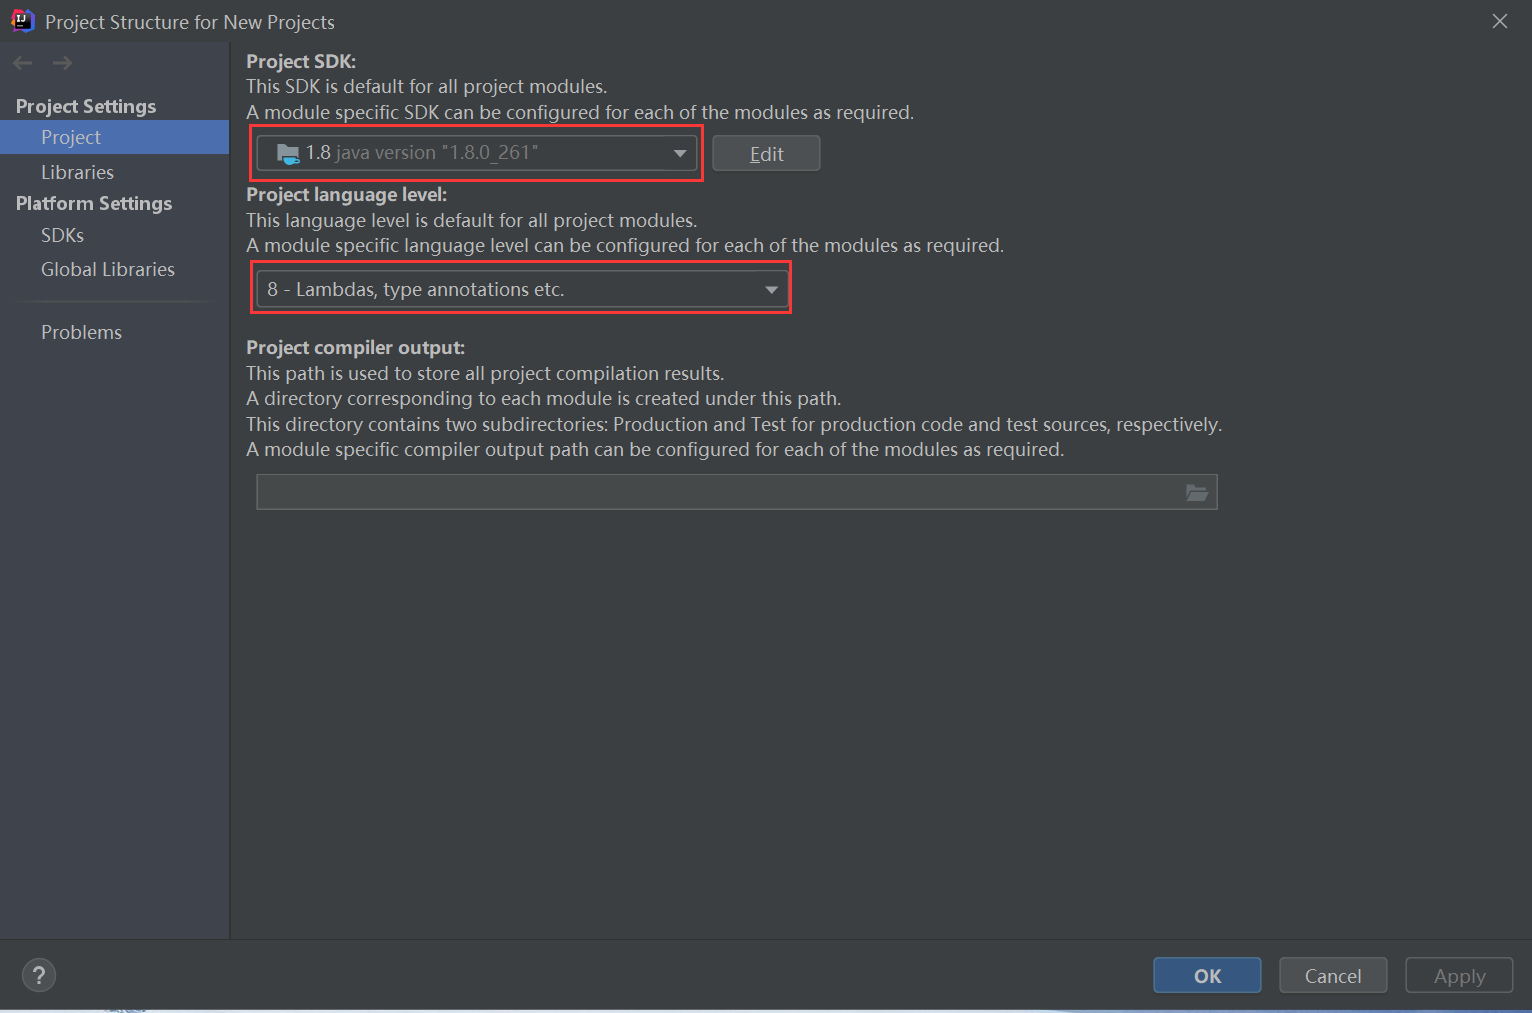 Project Structure for New Projects
Project Settings
Project
Libraries
Platform Settings
SDKs
Global Libraries
Problems
Project SDK:
This SDK is default for all project modules.
A module specific SDK can be configured for each of the modules as required.
1.8 java version "1.8.0_261"
Edit
Project language level:
This language level is default for all project modules.
A module specific language level can be configured for each of the modules as required.
8 - Lambdas, type annotations etc.
Project compiler output:
This path is used to store all project compilation results.
A directory corresponding to each module is created under this path.
This directory contains two subdirectories: Production and Test for production code and test sources, respectively.
A module specific compiler output path can be configured for each of the modules as required.
?
OK
Cancel
Apply